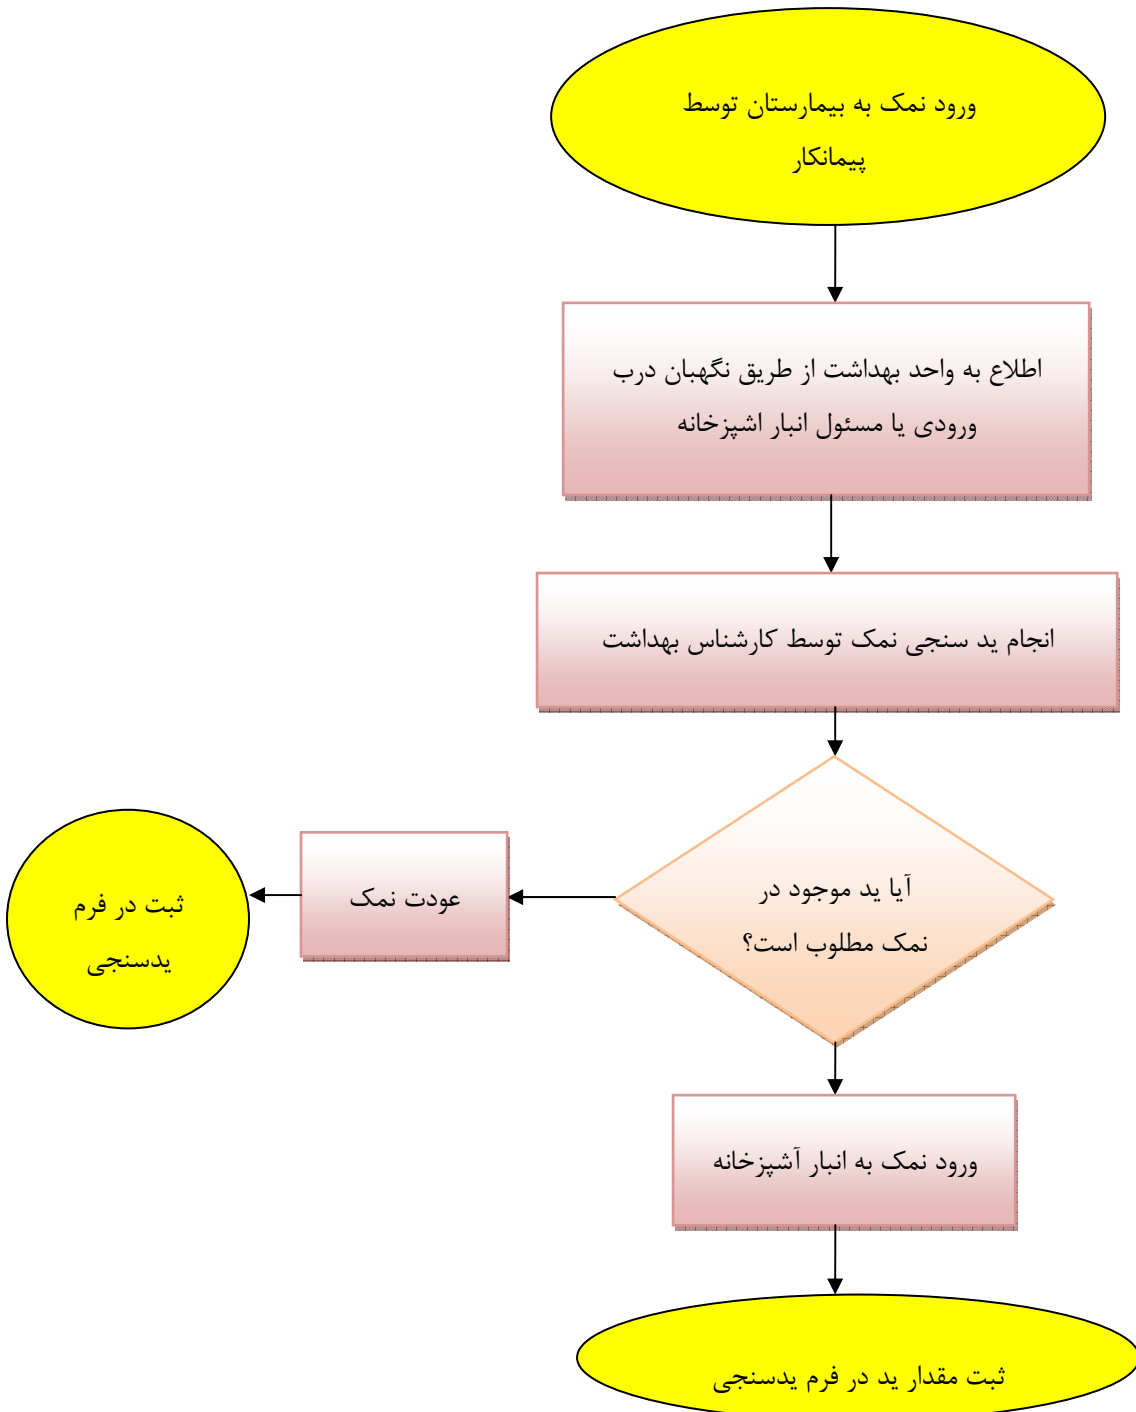 ورود نمک به بیمارستان توسط
پیمانکار
اطلاع به واحد بهداشت از طریق نگهبان درب
ورودی یا مسئول انبار اشپزخانه
انجام ید سنجی نمک توسط کارشناس بهداشت
آیا ید موجود در
نمک مطلوب است؟
عودت نمک
ثبت در فرم
یدسنجی
ورود نمک به انبار آشپزخانه
ثبت مقدار ید در فرم یدسنجی